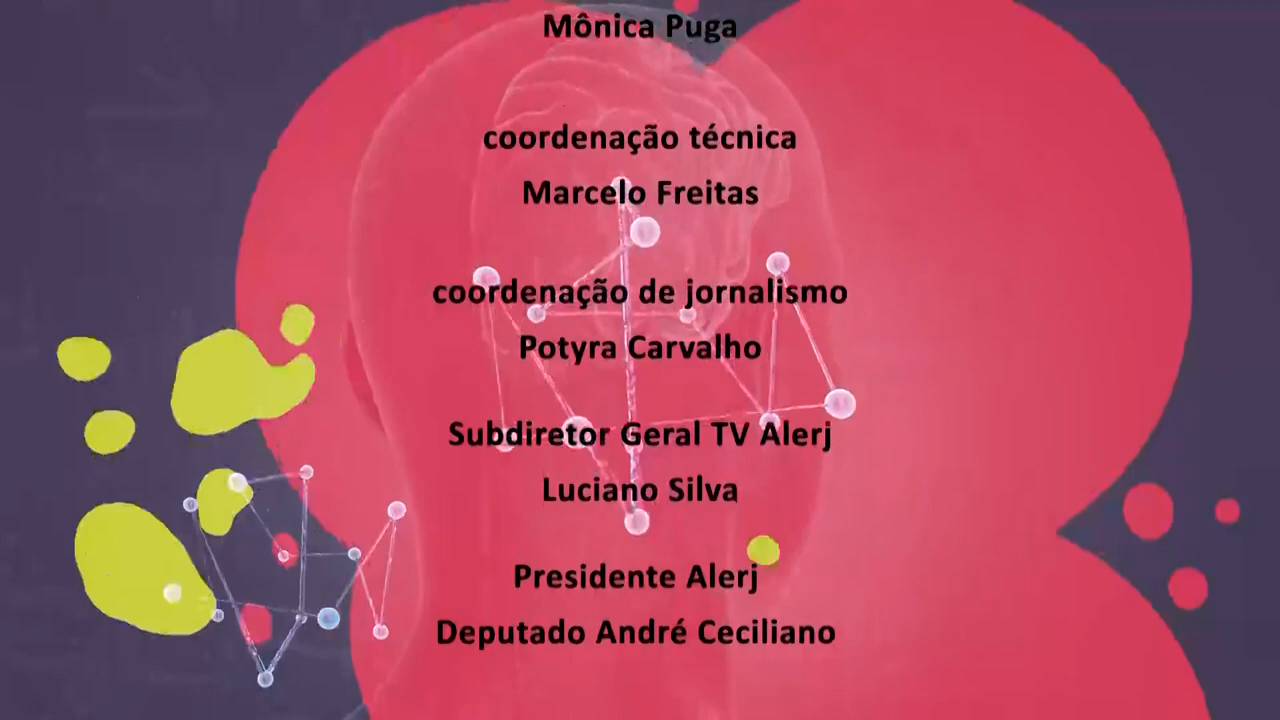 Mônica Puga
coordenação técnica
Marcelo Freitas
coordenação de jornalismo
Potyra Carvalho
Subdiretor Geral TV Alerj
Luciano Silva
Presidente Alerj
Deputado André Ceciliano